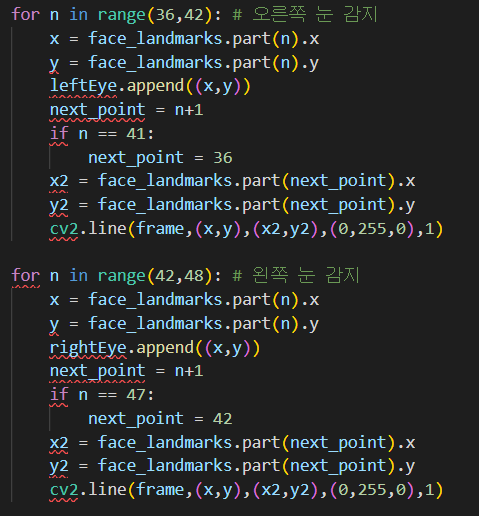 for n in range(36,42): # 오른쪽 눈 감지
    x = face_landmarks.part(n).x
    y = face_landmarks.part(n).y
    leftEye.append((x,y))
    next_point = n+1
    if n == 41:
        next_point = 36
    x2 = face_landmarks.part(next_point).x
    y2 = face_landmarks.part(next_point).y
    cv2.line(frame,(x,y),(x2,y2),(0,255,0),1)
for n in range(42,48): # 왼쪽 눈 감지
    x = face_landmarks.part(n).x
    y = face_landmarks.part(n).y
    rightEye.append((x,y))
    next_point = n+1
    if n == 47:
        next_point = 42
    x2 = face_landmarks.part(next_point).x
    y2 = face_landmarks.part(next_point).y
    cv2.line(frame,(x,y),(x2,y2),(0,255,0),1)